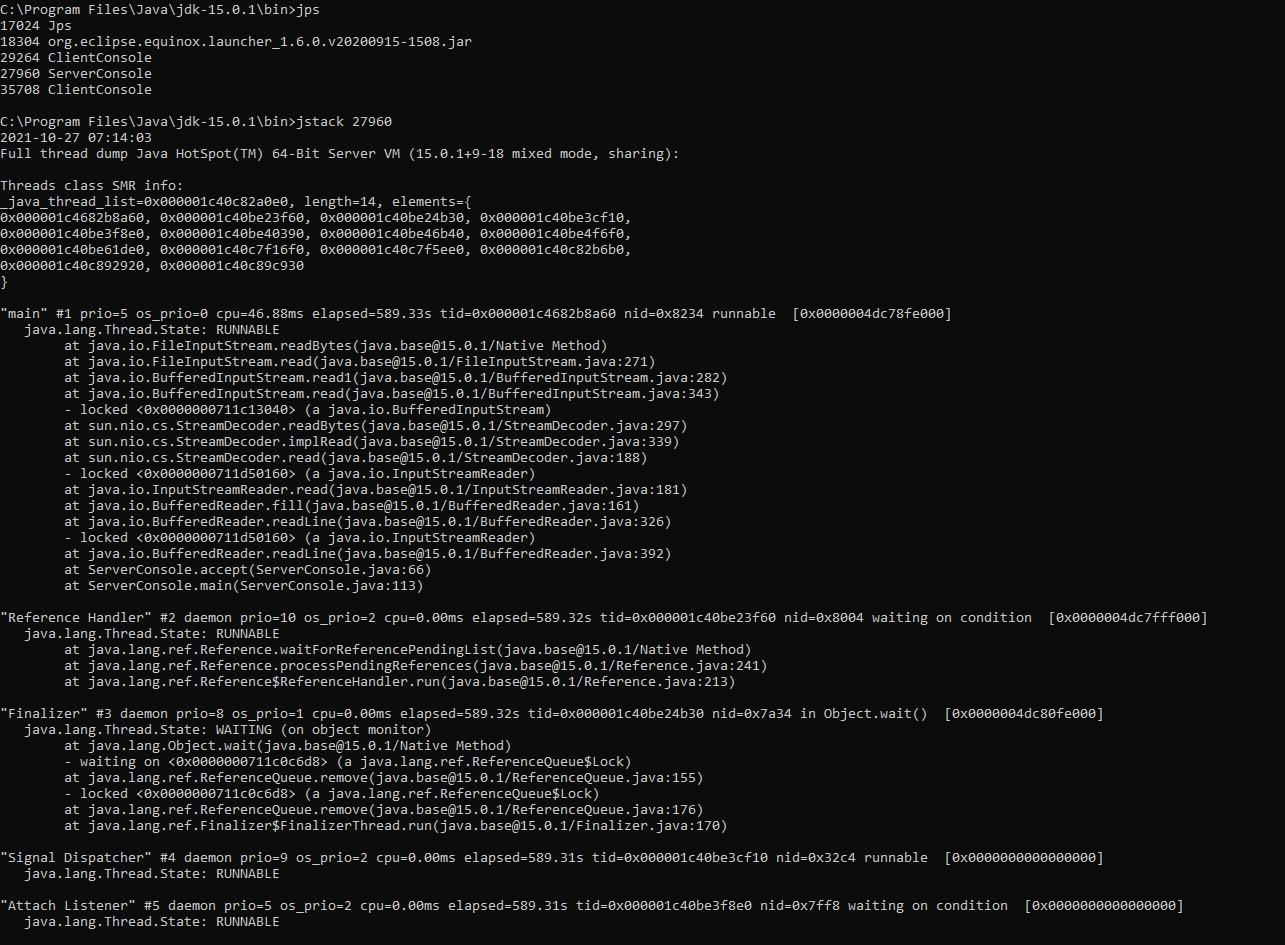 C:\Program Files\Java\jdk-15.0.1\bin>jps
17024 Jps
18304 org.eclipse.equinox.launcher_1.6.0.v20200915-1508.jar
29264 ClientConsole
27960 ServerConsole
35708 ClientConsole
C:\Program Files\Java\jdk-15.0.1\bin>jstack 27960
2021-10-27 07:14:03
Full thread dump Java HotSpot(TM) 64-Bit Server VM (15.0.1+9-18 mixed mode, sharing):
Threads class SMR info:
_java_thread_list=0x000001c40c82a0e0, length=14, elements={
0x000001c4682b8a60, 0x000001c40be23f60, 0x000001c40be24b30, 0x000001c40be3cf10,
0x000001c40be3f8e0, 0x000001c40be40390, 0x000001c40be46b40, 0x000001c40be4f6f0,
0x000001c40be61de0, 0x000001c40c7f16f0, 0x000001c40c7f5ee0, 0x000001c40c82b6b0,
0x000001c40c892920, 0x000001c40c89c930
}
"main" #1 prio=5 os_prio=0 cpu=46.88ms elapsed=589.33s tid=0x000001c4682b8a60 nid=0x8234 runnable  [0x0000004dc78fe000]
   java.lang.Thread.State: RUNNABLE
        at java.io.FileInputStream.readBytes(java.base@15.0.1/Native Method)
        at java.io.FileInputStream.read(java.base@15.0.1/FileInputStream.java:271)
        at java.io.BufferedInputStream.read1(java.base@15.0.1/BufferedInputStream.java:282)
        at java.io.BufferedInputStream.read(java.base@15.0.1/BufferedInputStream.java:343)
        - locked <0x0000000711c13040> (a java.io.BufferedInputStream)
        at sun.nio.cs.StreamDecoder.readBytes(java.base@15.0.1/StreamDecoder.java:297)
        at sun.nio.cs.StreamDecoder.implRead(java.base@15.0.1/StreamDecoder.java:339)
        at sun.nio.cs.StreamDecoder.read(java.base@15.0.1/StreamDecoder.java:188)
        - locked <0x0000000711d50160> (a java.io.InputStreamReader)
        at java.io.InputStreamReader.read(java.base@15.0.1/InputStreamReader.java:181)
        at java.io.BufferedReader.fill(java.base@15.0.1/BufferedReader.java:161)
        at java.io.BufferedReader.readLine(java.base@15.0.1/BufferedReader.java:326)
        - locked <0x0000000711d50160> (a java.io.InputStreamReader)
        at java.io.BufferedReader.readLine(java.base@15.0.1/BufferedReader.java:392)
        at ServerConsole.accept(ServerConsole.java:66)
        at ServerConsole.main(ServerConsole.java:113)
"Reference Handler" #2 daemon prio=10 os_prio=2 cpu=0.00ms elapsed=589.32s tid=0x000001c40be23f60 nid=0x8004 waiting on condition  [0x0000004dc7fff000]
   java.lang.Thread.State: RUNNABLE
        at java.lang.ref.Reference.waitForReferencePendingList(java.base@15.0.1/Native Method)
        at java.lang.ref.Reference.processPendingReferences(java.base@15.0.1/Reference.java:241)
        at java.lang.ref.Reference$ReferenceHandler.run(java.base@15.0.1/Reference.java:213)
"Finalizer" #3 daemon prio=8 os_prio=1 cpu=0.00ms elapsed=589.32s tid=0x000001c40be24b30 nid=0x7a34 in Object.wait()  [0x0000004dc80fe000]
   java.lang.Thread.State: WAITING (on object monitor)
        at java.lang.Object.wait(java.base@15.0.1/Native Method)
        - waiting on <0x0000000711c0c6d8> (a java.lang.ref.ReferenceQueue$Lock)
        at java.lang.ref.ReferenceQueue.remove(java.base@15.0.1/ReferenceQueue.java:155)
        - locked <0x0000000711c0c6d8> (a java.lang.ref.ReferenceQueue$Lock)
        at java.lang.ref.ReferenceQueue.remove(java.base@15.0.1/ReferenceQueue.java:176)
        at java.lang.ref.Finalizer$FinalizerThread.run(java.base@15.0.1/Finalizer.java:170)
"Signal Dispatcher" #4 daemon prio=9 os_prio=2 cpu=0.00ms elapsed=589.31s tid=0x000001c40be3cf10 nid=0x32c4 runnable  [0x0000000000000000]
   java.lang.Thread.State: RUNNABLE
"Attach Listener" #5 daemon prio=5 os_prio=2 cpu=0.00ms elapsed=589.31s tid=0x000001c40be3f8e0 nid=0x7ff8 waiting on condition  [0x0000000000000000]
   java.lang.Thread.State: RUNNABLE